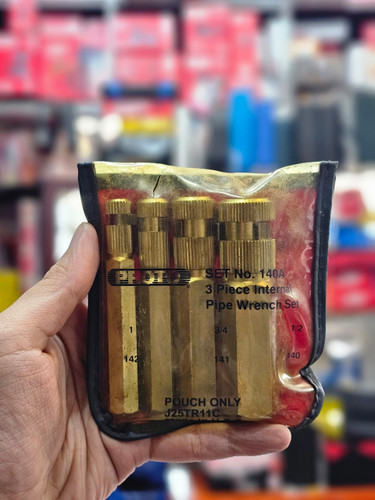 PROTO
SET No. 140A
3 Piece Internal
Pipe Wrench Set
1 3/4 1/2
142 141 140
POUCH ONLY
J25TR11C